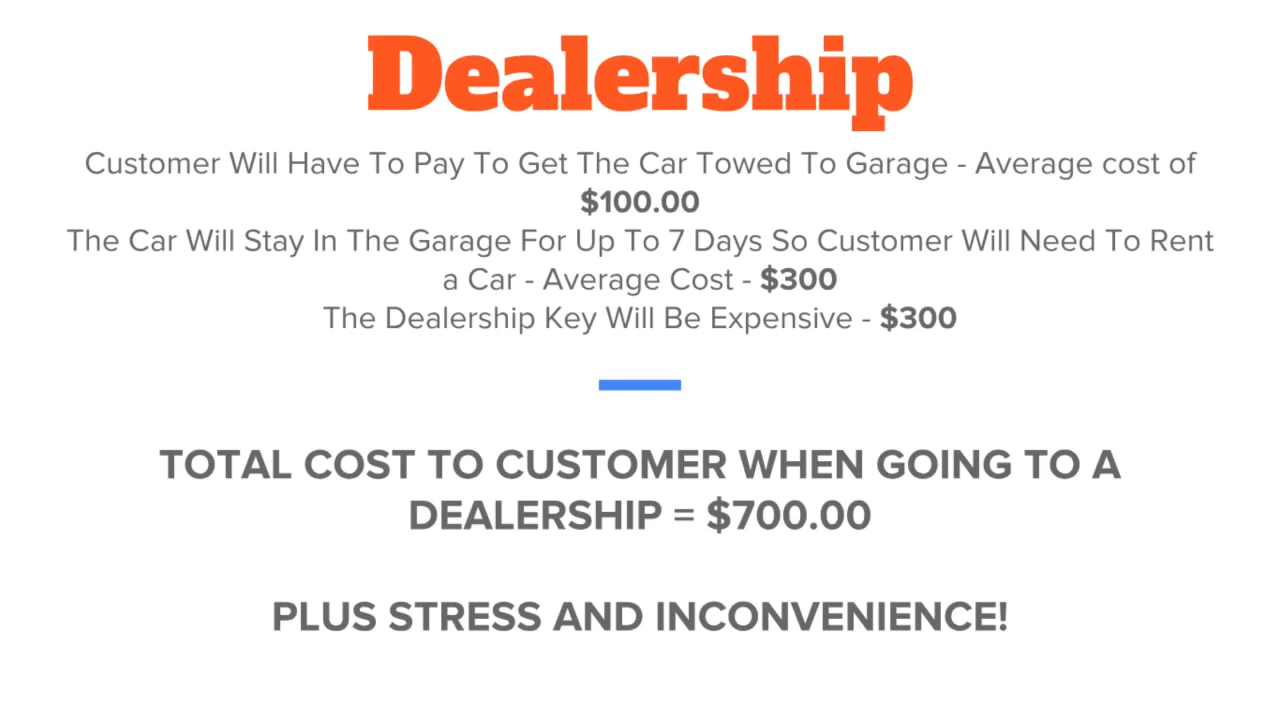 Dealership
Customer Will Have To Pay To Get The Car Towed To Garage - Average cost of
$100.00
The Car Will Stay In The Garage For Up To 7 Days So Customer Will Need To Rent
a Car - Average Cost - $300
The Dealership Key Will Be Expensive - $300
TOTAL COST TO CUSTOMER WHEN GOING TO A
DEALERSHIP = $700.00
PLUS STRESS AND INCONVENIENCE!